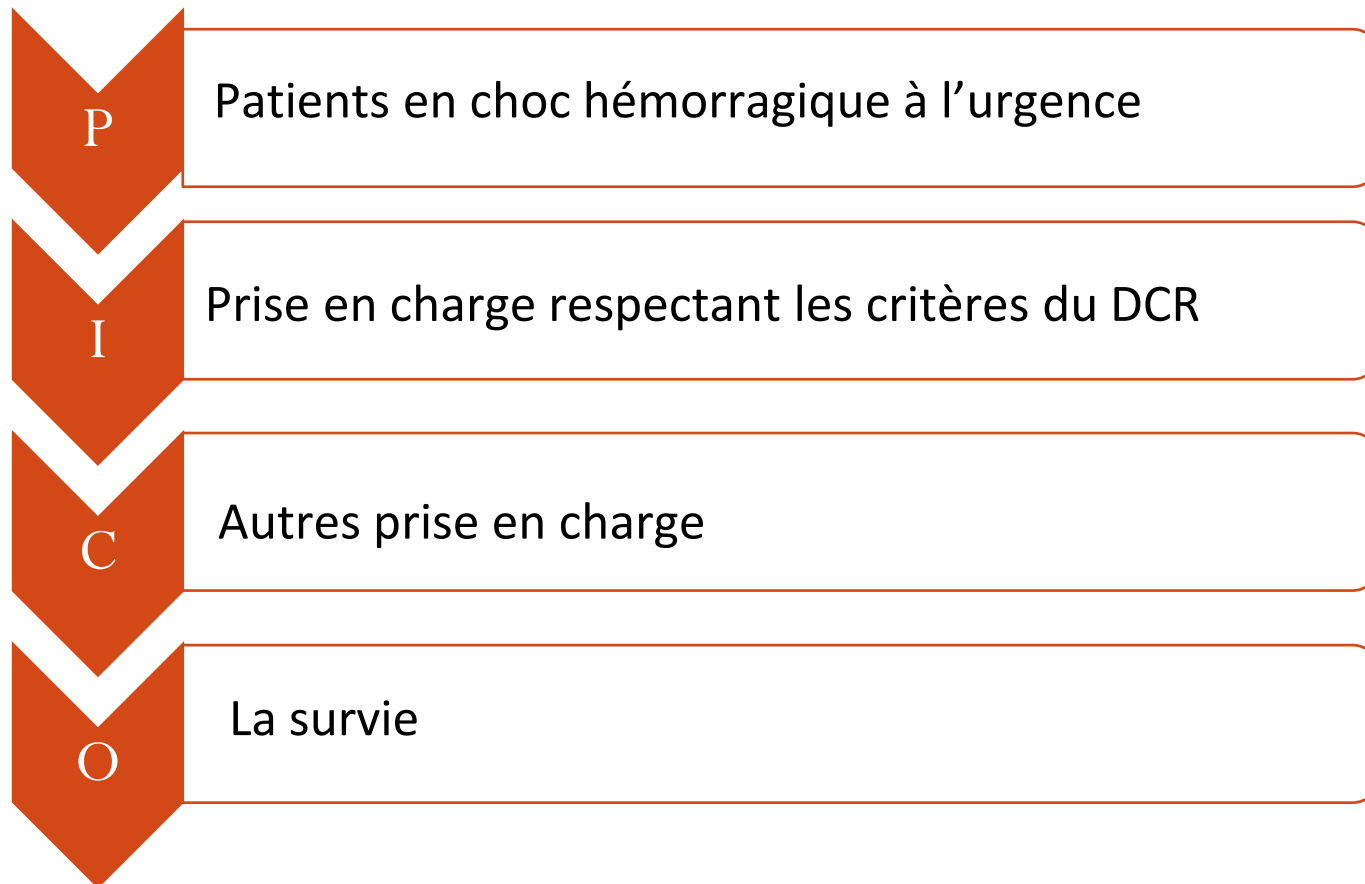 P
Patients en choc hémorragique à l’urgence
I
Prise en charge respectant les critères du DCR
C
Autres prise en charge
O
La survie